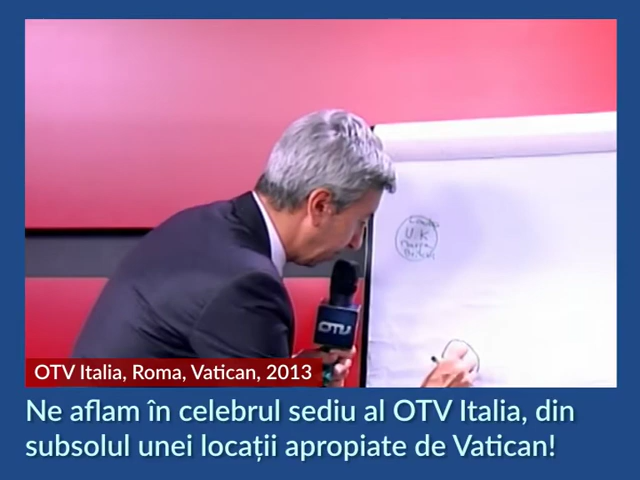 U.K
OTV
OTV Italia, Roma, Vatican, 2013
Ne aflam în celebrul sediu al OTV Italia, din
subsolul unei locații apropiate de Vatican!